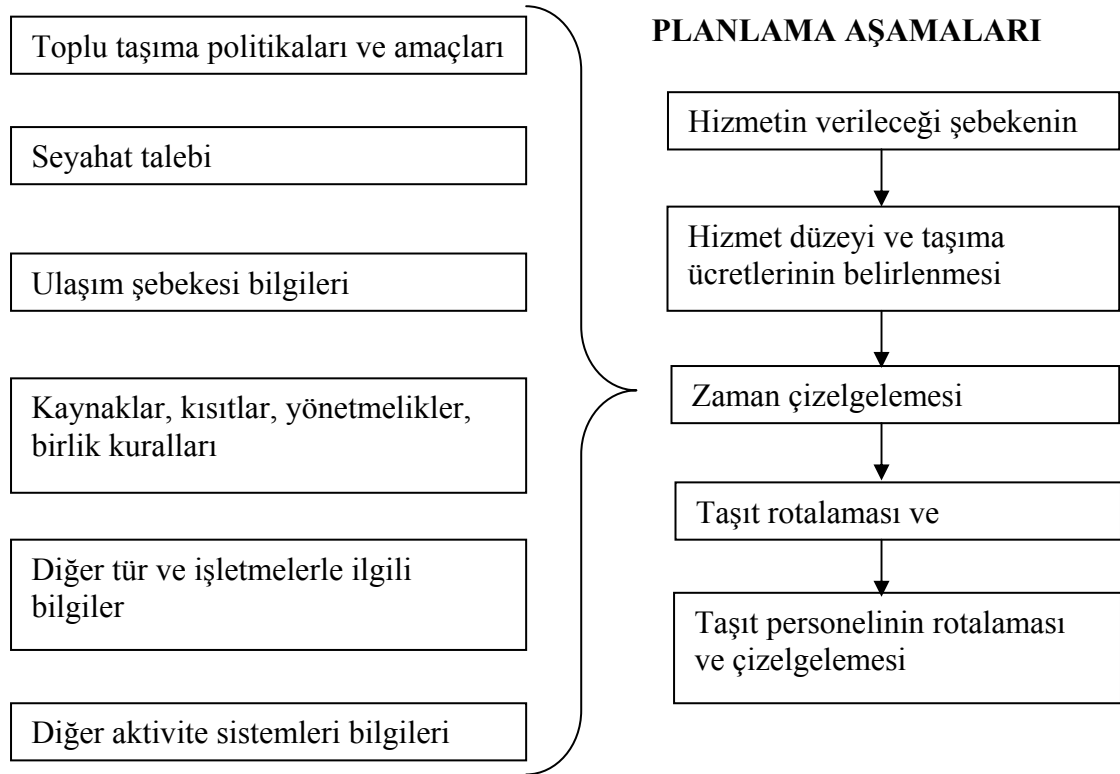 Toplu taşıma politikaları ve amaçları
Seyahat talebi
Ulaşım şebekesi bilgileri
Kaynaklar, kısıtlar, yönetmelikler,
birlik kuralları
Diğer tür ve işletmelerle ilgili
bilgiler
Diğer aktivite sistemleri bilgileri
PLANLAMA AŞAMALARI
Hizmetin verileceği şebekenin
Hizmet düzeyi ve taşıma
ücretlerinin belirlenmesi
Zaman çizelgelemesi
Taşıt rotalaması ve
Taşıt personelinin rotalaması
ve çizelgelemesi